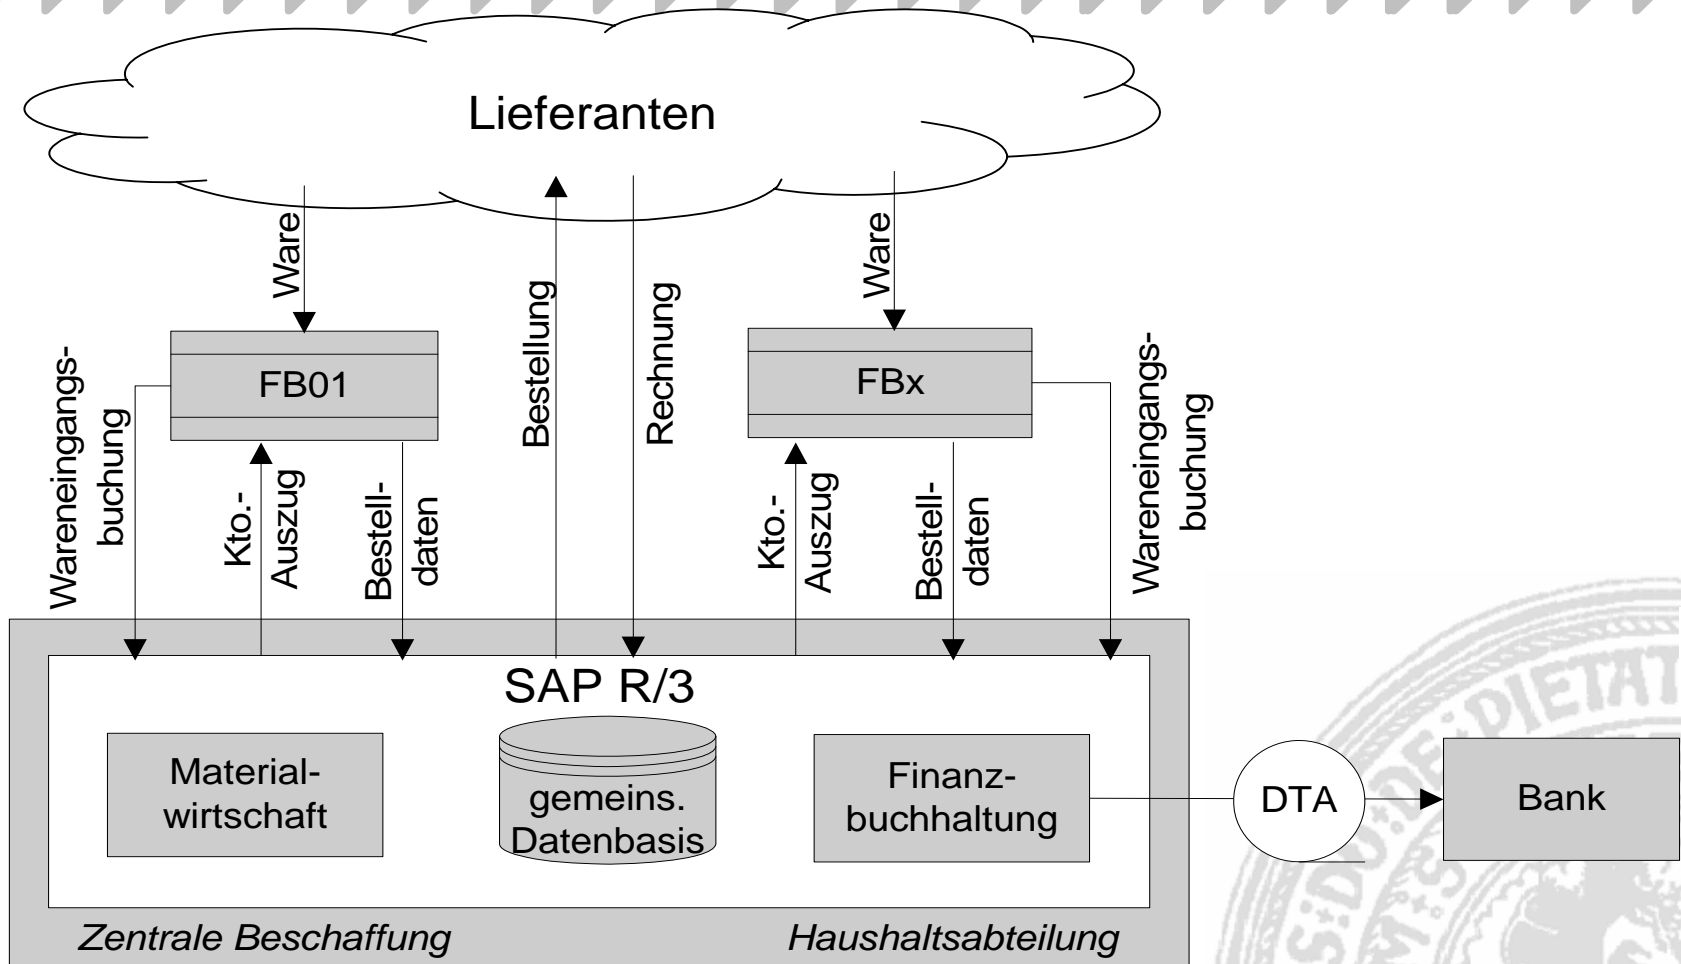 Lieferanten
Ware
Ware
Bestellung
Rechnung
Wareneingangs-
buchung
FB01
FBx
Wareneingangs-
buchung
Kto.-
Auszug
Bestell-
daten
Kto.-
Auszug
Bestell-
daten
SAP R/3
Material-
wirtschaft
gemeins.
Datenbasis
Finanz-
buchhaltung
DTA
Bank
Zentrale Beschaffung
Haushaltsabteilung